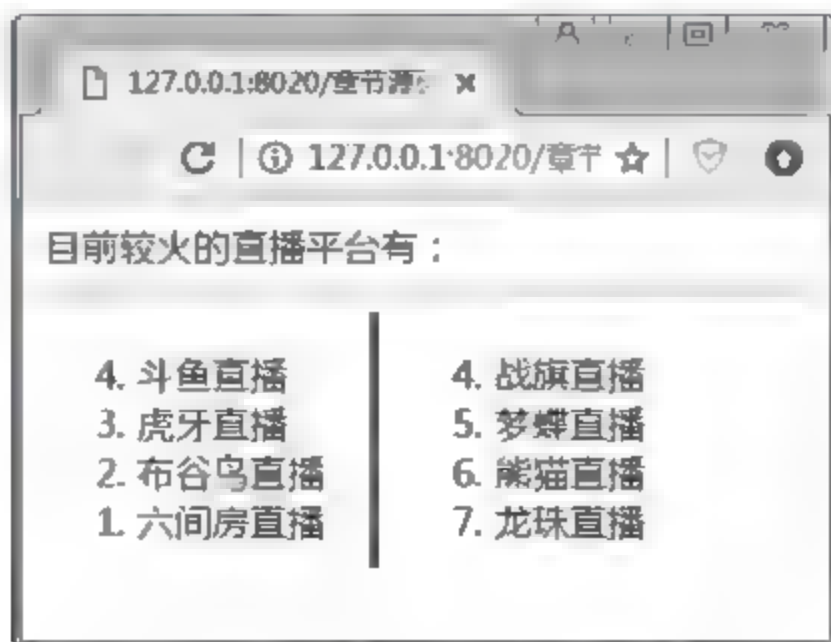 127.0.0.1:8020/章节源
127.0.0.1:8020/章节
目前较火的直播平台有：
4. 斗鱼直播
3. 虎牙直播
2. 布谷鸟直播
1. 六间房直播
4. 战旗直播
5. 梦蝶直播
6. 熊猫直播
7. 龙珠直播